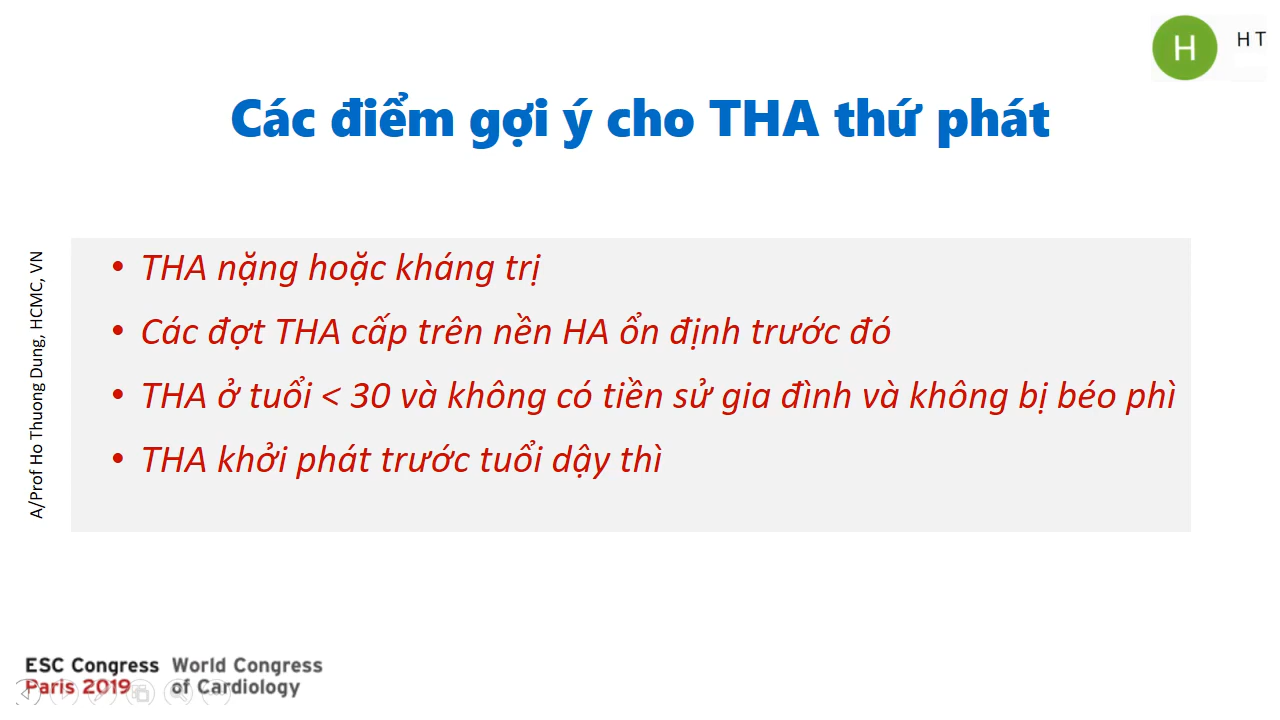 H
H T
Các điểm gợi ý cho THA thứ phát
A/Prof Ho Thuong Dung, HCMC, VN
• THA nặng hoặc kháng trị
• Các đợt THA cấp trên nền HA ổn định trước đó
• THA ở tuổi < 30 và không có tiền sử gia đình và không bị béo phì
• THA khởi phát trước tuổi dậy thì
ESC Congress World Congress
Paris 2019 of Cardiology